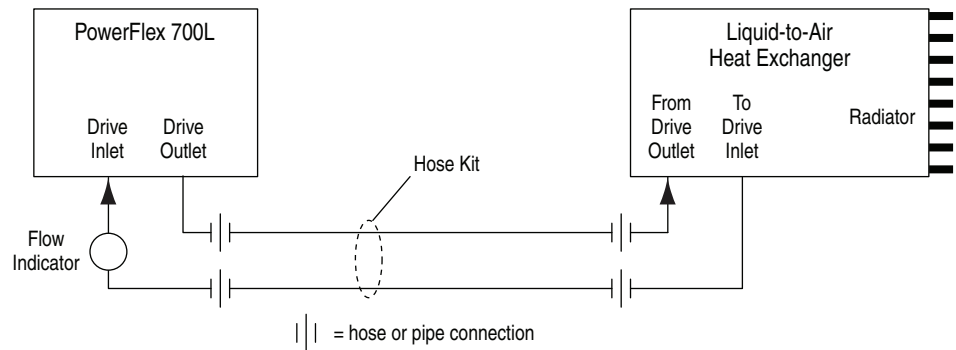 PowerFlex 700L
Drive
Inlet
Drive
Outlet
Liquid-to-Air
Heat Exchanger
From
Drive
Outlet
To
Drive
Inlet
Radiator
Hose Kit
Flow
Indicator
= hose or pipe connection